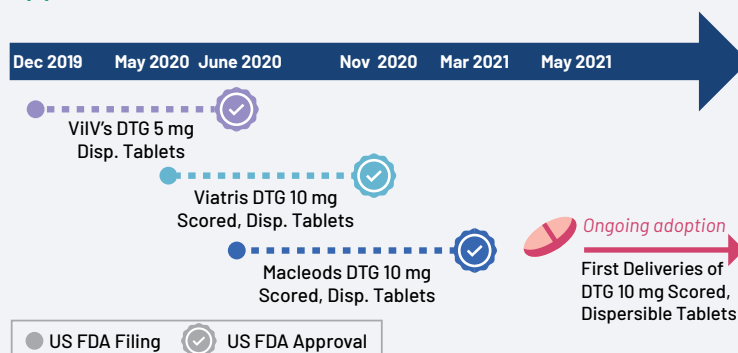 Dec 2019 May 2020 June 2020 Nov 2020 Mar 2021 May 2021
ViiV's DTG 5 mg
Disp. Tablets
Viatris DTG 10 mg
Scored, Disp. Tablets
Macleods DTG 10 mg
Scored, Disp. Tablets
Ongoing adoption
First Deliveries of
DTG 10 mg Scored,
Dispersible Tablets
US FDA Filing US FDA Approval